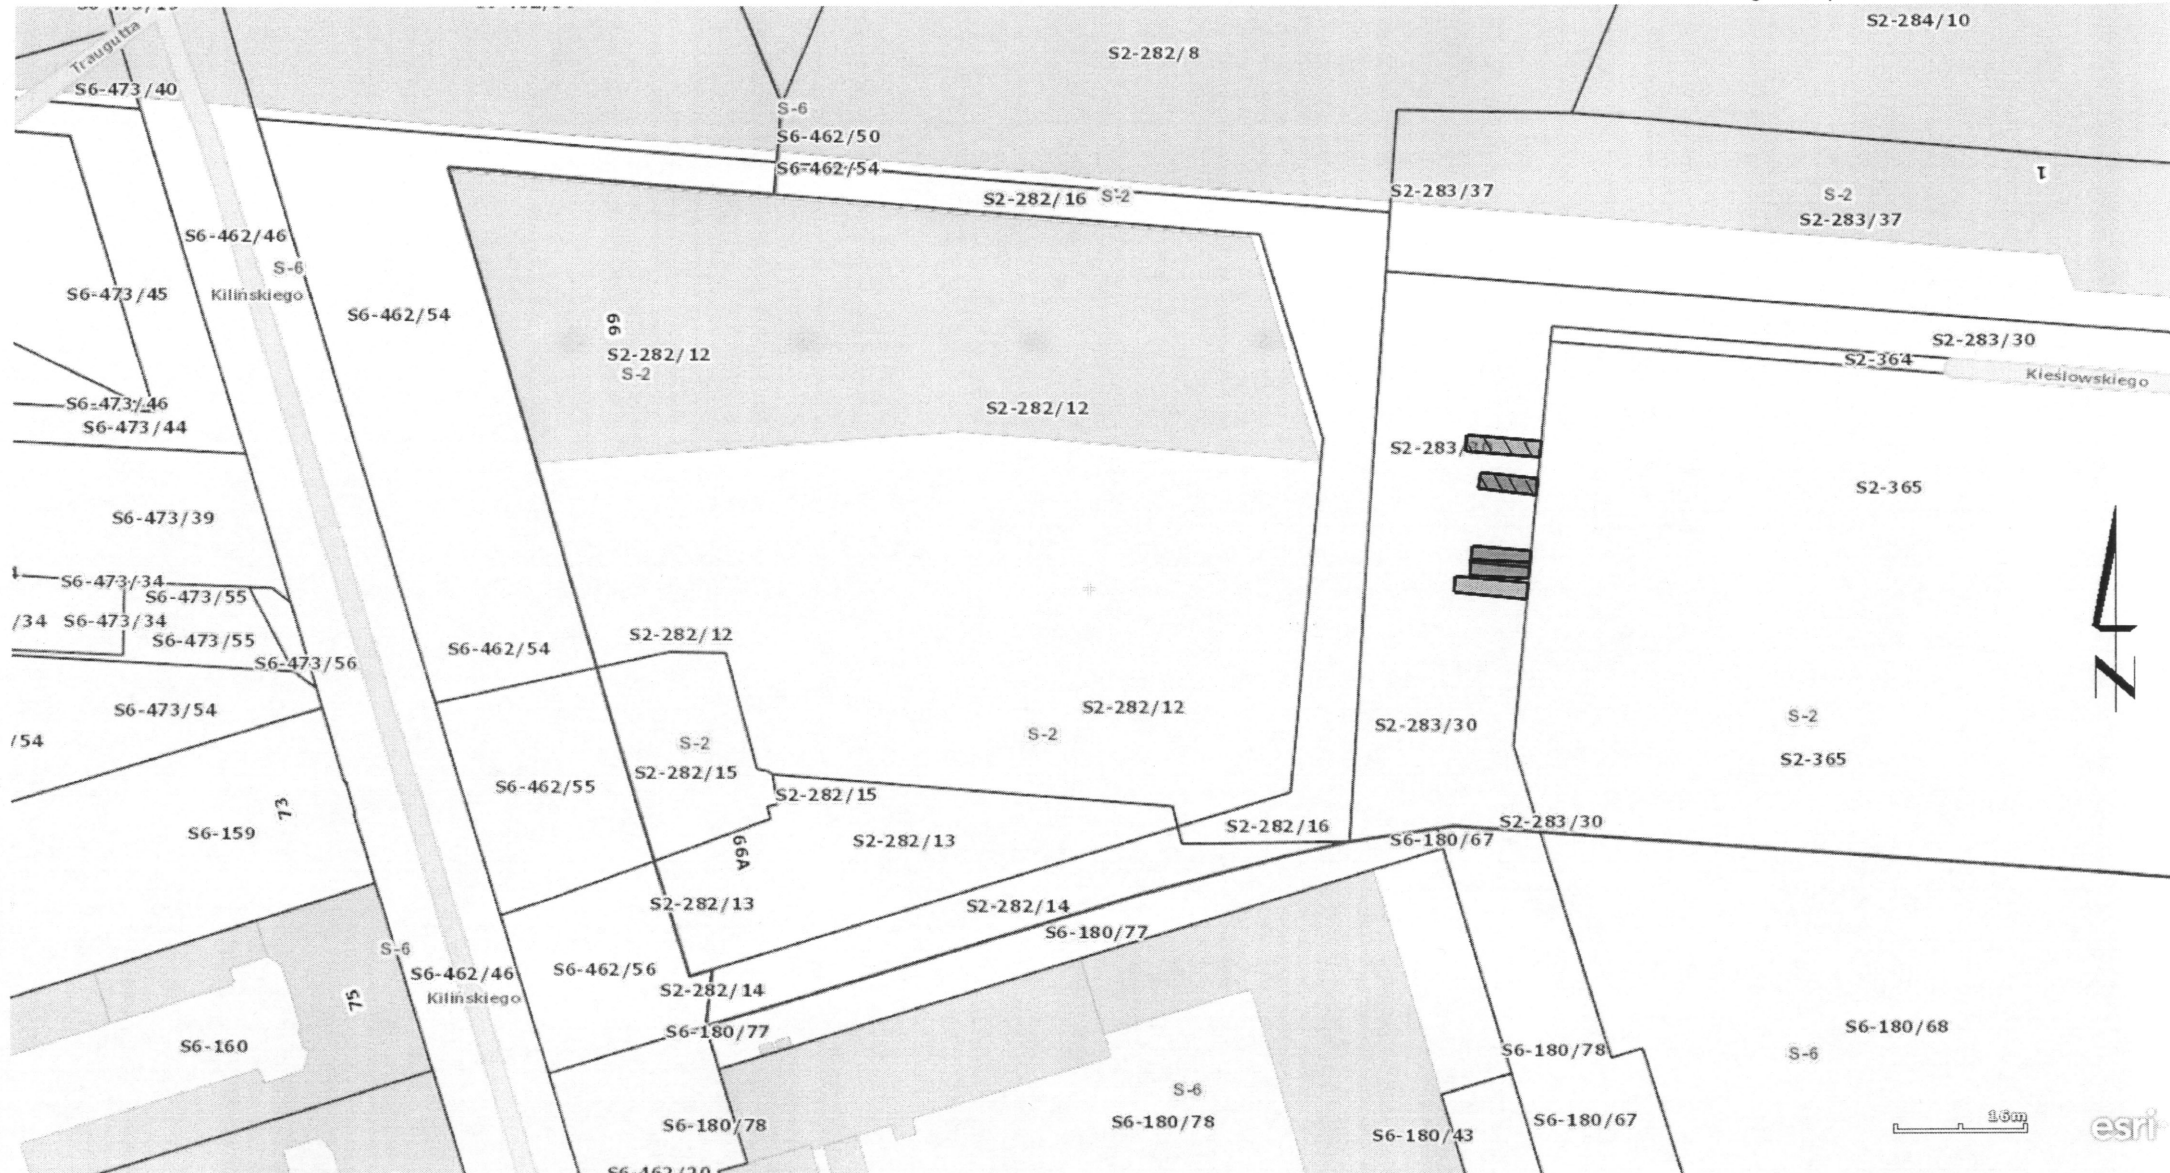 S2-284/10
S2-282/8
Traugutta
S6-473/40
S-6
S6-462/50
S6-462/54
S2-282/16
S-2
S2-283/37
S-2
S2-283/37
1
S6-462/46
S-6
Kilińskiego
S6-473/45
S6-462/54
66
S2-282/12
S-2
S2-282/12
S2-283/30
S2-364
Kieślowskiego
S6-473/46
S6-473/44
S2-283/30
S2-365
S6-473/39
S6-473/34
S6-473/55
/34
S6-473/34
S6-473/55
S6-473/56
S6-462/54
S2-282/12
S6-473/54
/54
S2-282/12
S-2
S2-283/30
S-2
S2-365
S-2
S2-282/15
S6-462/55
S2-282/15
S2-282/13
S2-282/16
S2-283/30
S6-180/67
73
S6-159
66A
S2-282/13
S2-282/14
S6-180/77
S-6
S6-462/46
Kilińskiego
S6-462/56
S2-282/14
S6-180/77
75
S6-160
S6-180/78
S6-180/68
S-6
S-6
S6-180/78
S6-180/78
S6-180/43
S6-180/67
N
16m
esri